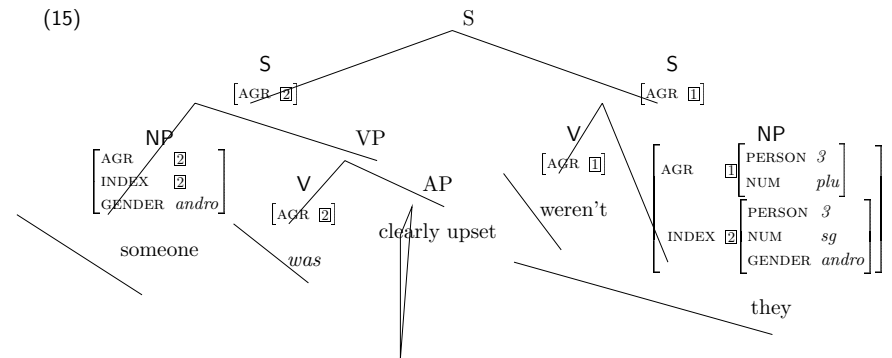 (15)
S
S
[AGR 2]
S
[AGR 1]
NP
AGR 2
INDEX 2
GENDER andro
VP
V
[AGR 2]
AP
V
[AGR 1]
NP
AGR 1 PERSON 3
NUM plu
INDEX 2 PERSON 3
NUM sg
GENDER andro
someone
was
clearly upset
weren't
they